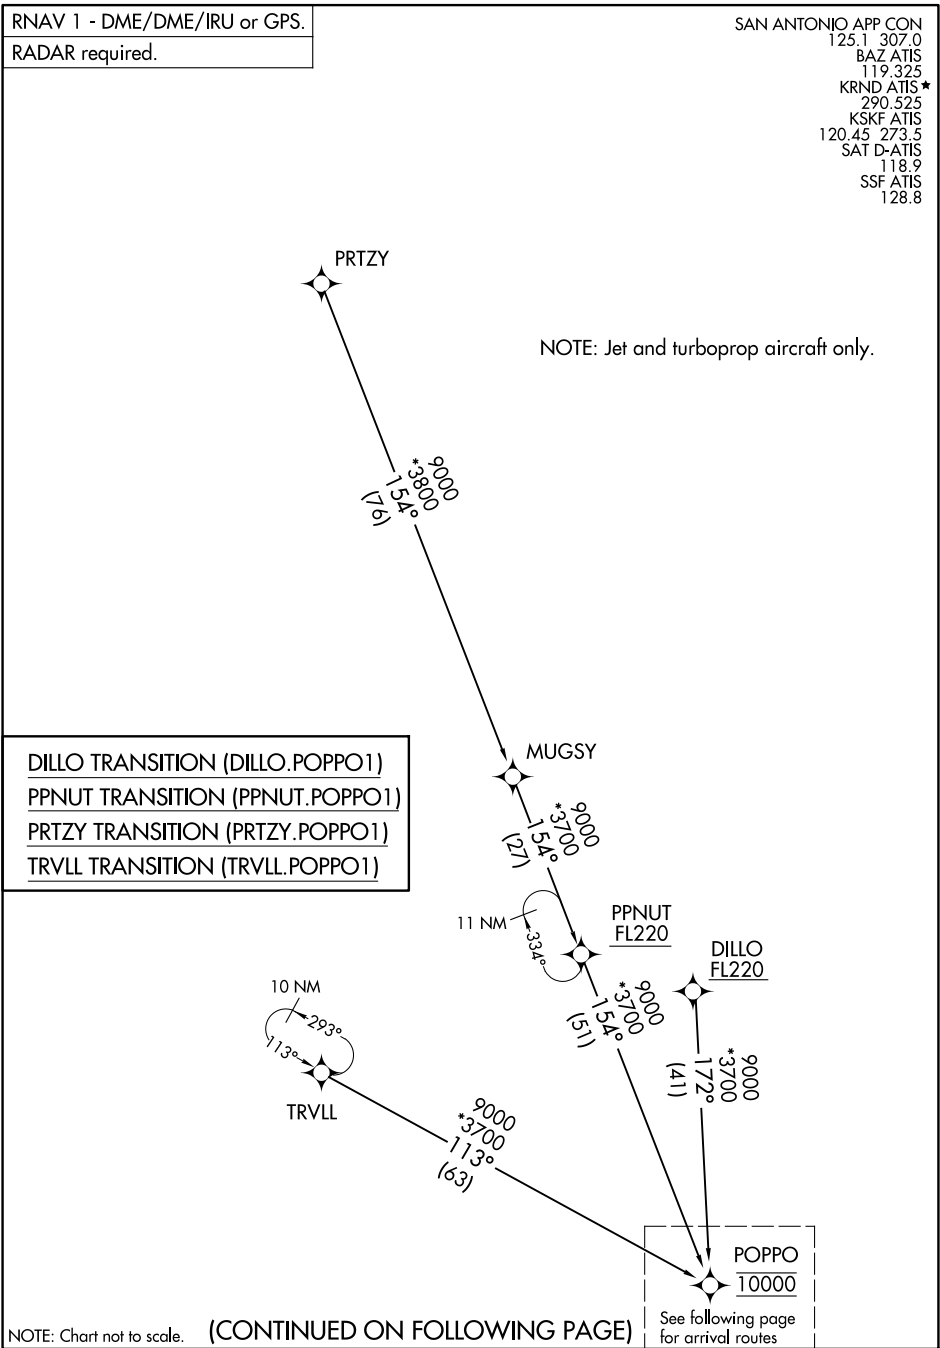 RNAV 1 - DME/DME/IRU or GPS.
RADAR required.
SAN ANTONIO APP CON
125.1 307.0
BAZ ATIS
119.325
KRND ATIS★
290.525
KSKF ATIS
120.45 273.5
SAT D-ATIS
118.9
SSF ATIS
128.8
PRTZY
NOTE: Jet and turboprop aircraft only.
9000
*3800
154°
(76)
MUGSY
DILLO TRANSITION (DILLO.POPPO1)
PPNUT TRANSITION (PPNUT.POPPO1)
PRTZY TRANSITION (PRTZY.POPPO1)
TRVLL TRANSITION (TRVLL.POPPO1)
9000
*3700
154°
(27)
11 NM
334°
PPNUT
FL220
DILLO
FL220
9000
*3700
154°
(51)
9000
*3700
172°
(41)
10 NM
293°
113°
TRVLL
9000
*3700
113°
(63)
POPPO
10000
See following page
for arrival routes
NOTE: Chart not to scale.
(CONTINUED ON FOLLOWING PAGE)